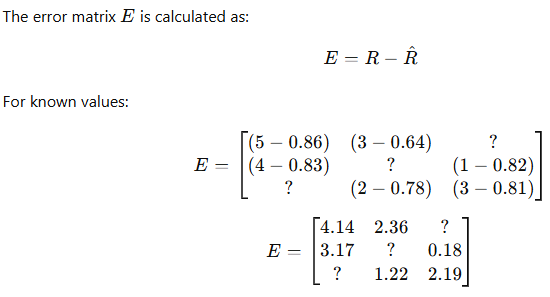 The error matrix E is calculated as:
E = R − R̂
For known values:
E = [(5 − 0.86) (3 − 0.64) ?
(4 − 0.83) ? (1 − 0.82)
? (2 − 0.78) (3 − 0.81)]
E = [4.14 2.36 ?
3.17 ? 0.18
? 1.22 2.19]